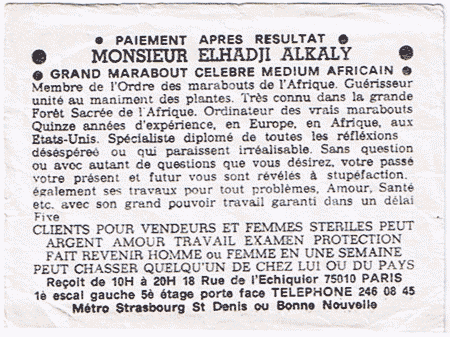 PAIEMENT APRES RESULTAT
MONSIEUR ELHADJI ALKALY
GRAND MARABOUT CELEBRE MEDIUM AFRICAIN
Membre de l'Ordre des marabouts de l'Afrique. Guérisseur
unité au maniment des plantes. Très connu dans la grande
Forêt Sacrée de l'Afrique. Ordinateur des vrais marabouts
Quinze années d'expérience, en Europe, en Afrique, aux
Etats-Unis. Spécialiste diplomé de toutes les réfléxions
désespéreé ou qui paraissent irréalisable. Sans question
ou avec autant de questions que vous désirez, votre passé
votre présent et futur vous sont révélés à stupéfaction.
également ses travaux pour tout problèmes, Amour, Santé
etc. avec son grand pouvoir travail garanti dans un délai
Fixe
CLIENTS POUR VENDEURS ET FEMMES STERILES PEUT
ARGENT AMOUR TRAVAIL EXAMEN PROTECTION
FAIT REVENIR HOMME ou FEMME EN UNE SEMAINE
PEUT CHASSER QUELQU'UN DE CHEZ LUI OU DU PAYS
Reçoit de 10H à 20H 18 Rue de l'Echiquier 75010 PARIS
1è escal gauche 5è étage porte face TELEPHONE 246 08 45
Métro Strasbourg St Denis ou Bonne Nouvelle